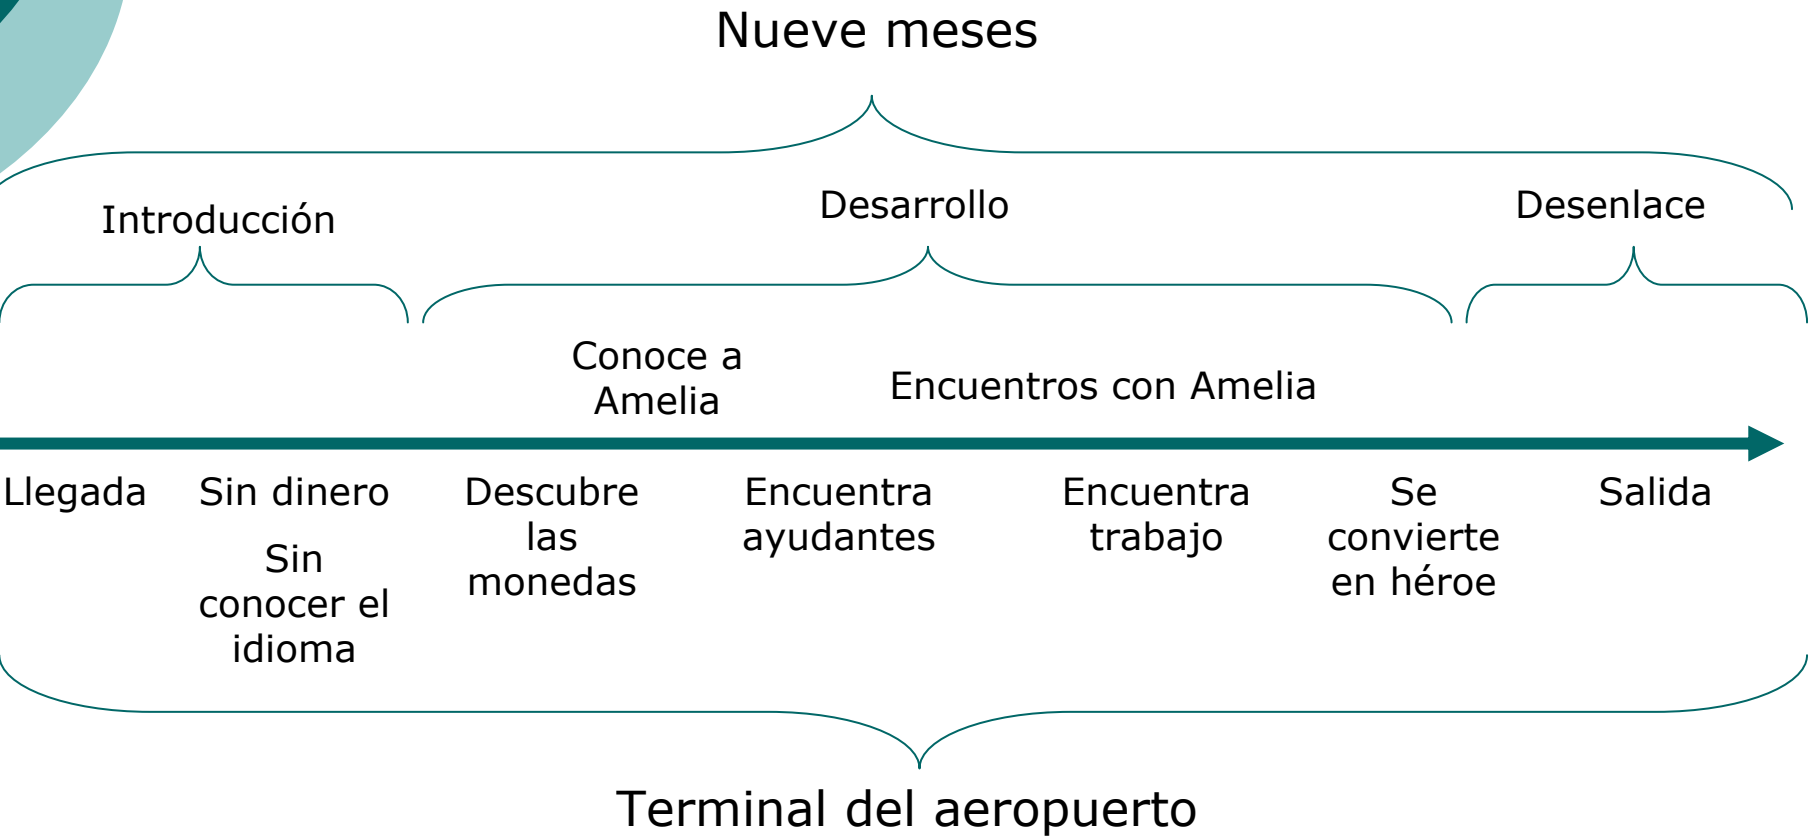 Nueve meses
Introducción
Desarrollo
Desenlace
Conoce a
Amelia
Encuentros con Amelia
Llegada
Sin dinero
Sin
conocer el
idioma
Descubre
las
monedas
Encuentra
ayudantes
Encuentra
trabajo
Se
convierte
en héroe
Salida
Terminal del aeropuerto